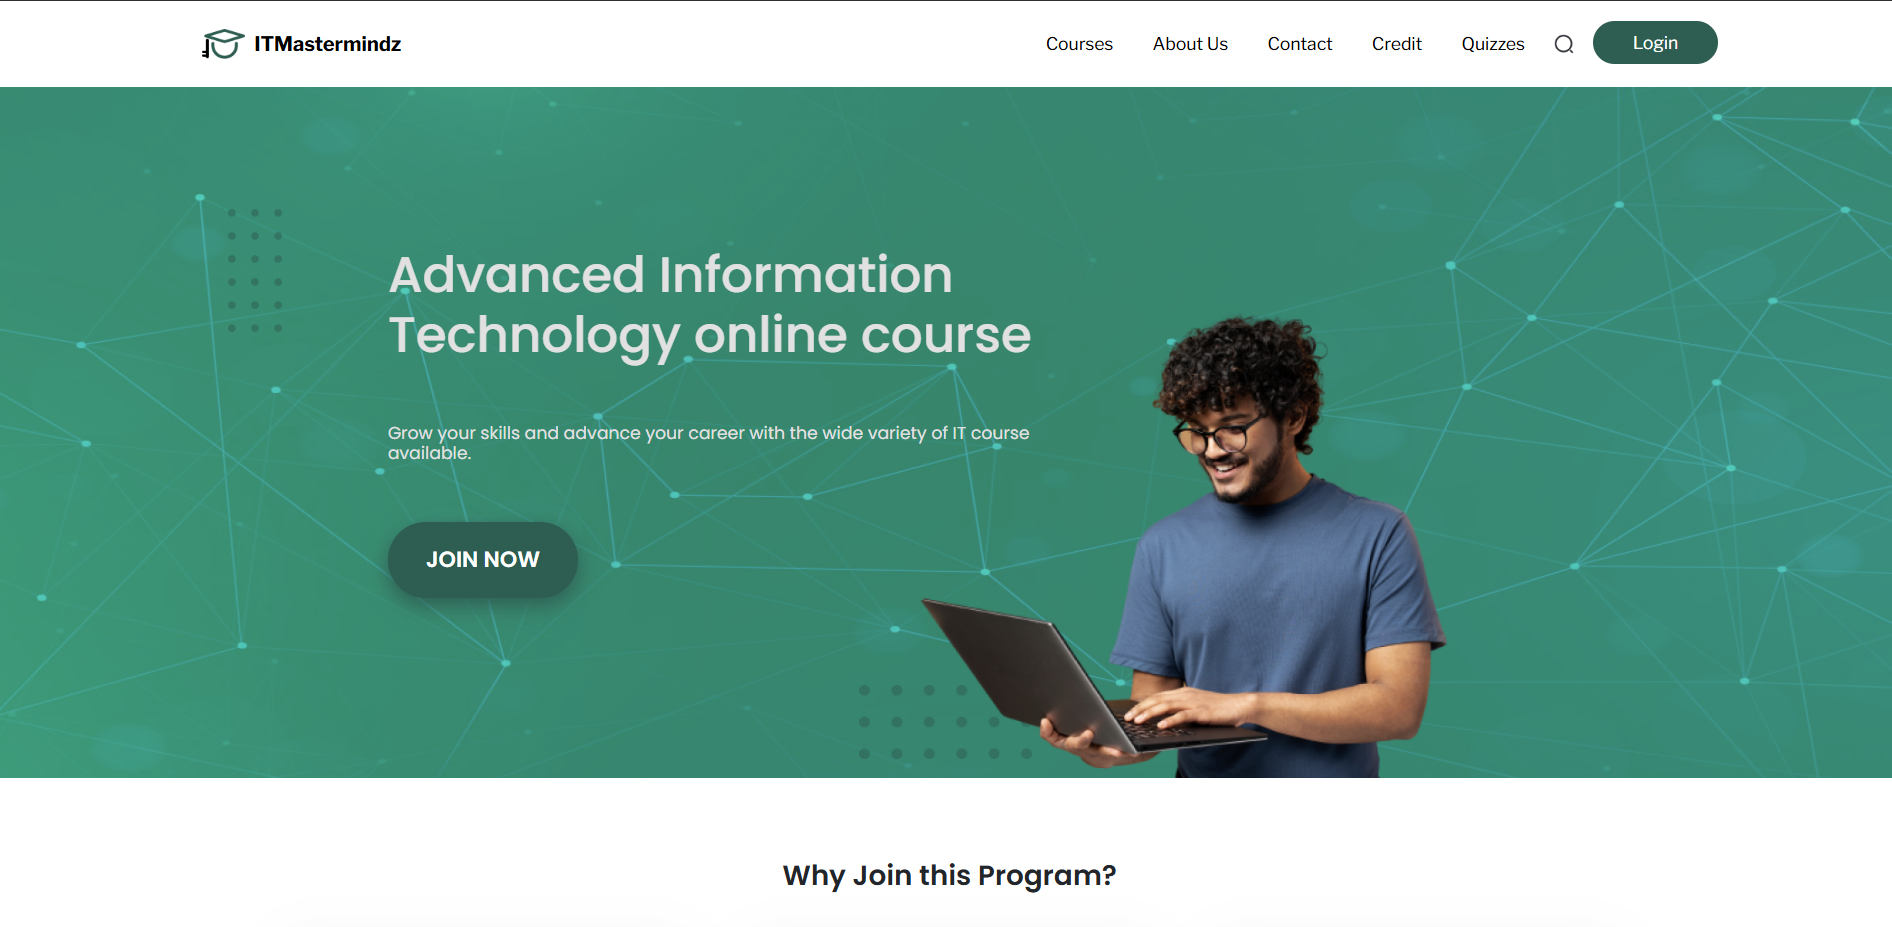 ITMastermindz
Courses
About Us
Contact
Credit
Quizzes
Login
Advanced Information
Technology online course
Grow your skills and advance your career with the wide variety of IT course
available.
JOIN NOW
Why Join this Program?